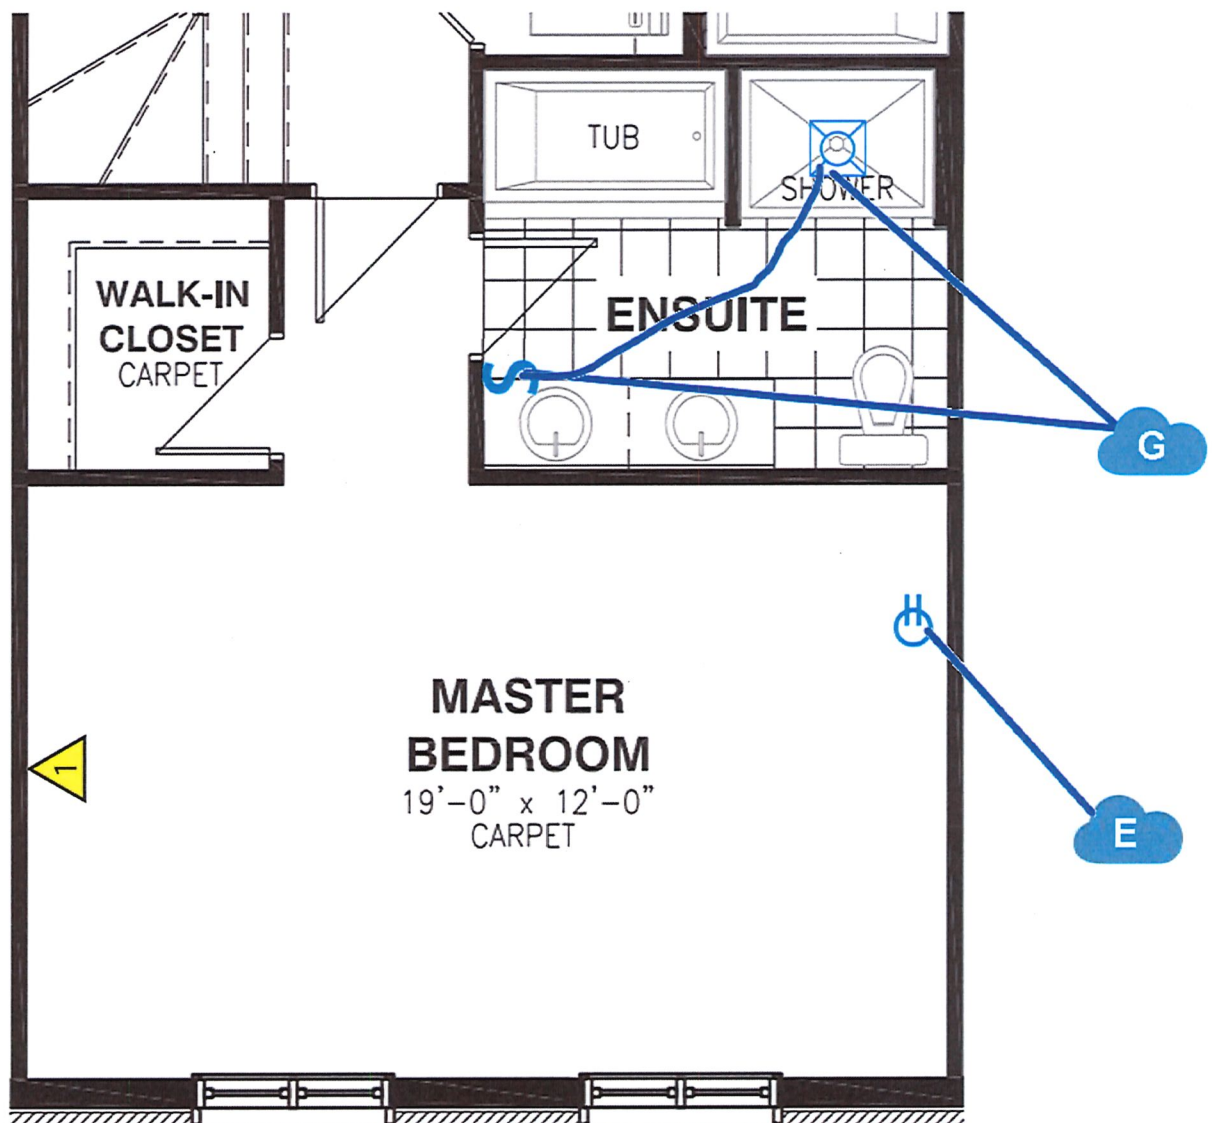 TUB
SHOWER
WALK-IN
CLOSET
CARPET
ENSUITE
S
G
MASTER
BEDROOM
19'-0" x 12'-0"
CARPET
1
E